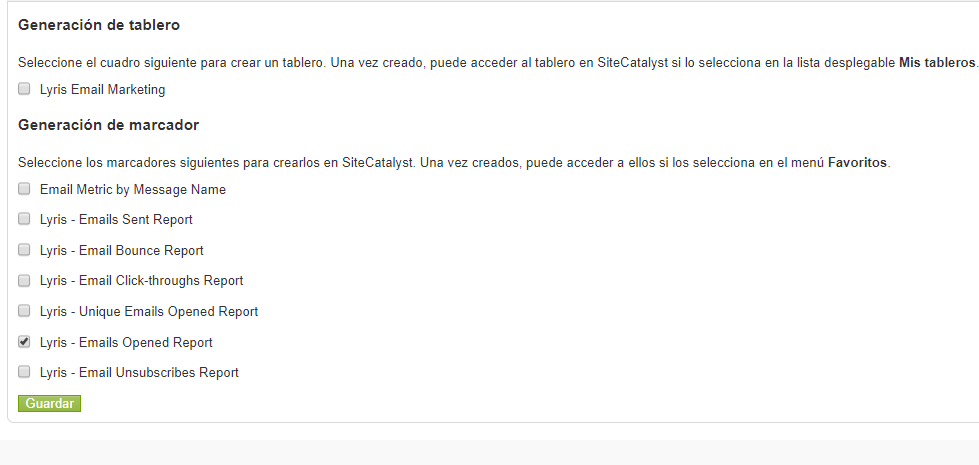 Generación de tablero
Seleccione el cuadro siguiente para crear un tablero. Una vez creado, puede acceder al tablero en SiteCatalyst si lo selecciona en la lista desplegable Mis tableros.
Lyris Email Marketing
Generación de marcador
Seleccione los marcadores siguientes para crearlos en SiteCatalyst. Una vez creados, puede acceder a ellos si los selecciona en el menú Favoritos.
Email Metric by Message Name
Lyris - Emails Sent Report
Lyris - Email Bounce Report
Lyris - Email Click-throughs Report
Lyris - Unique Emails Opened Report
Lyris - Emails Opened Report
Lyris - Email Unsubscribes Report
Guardar